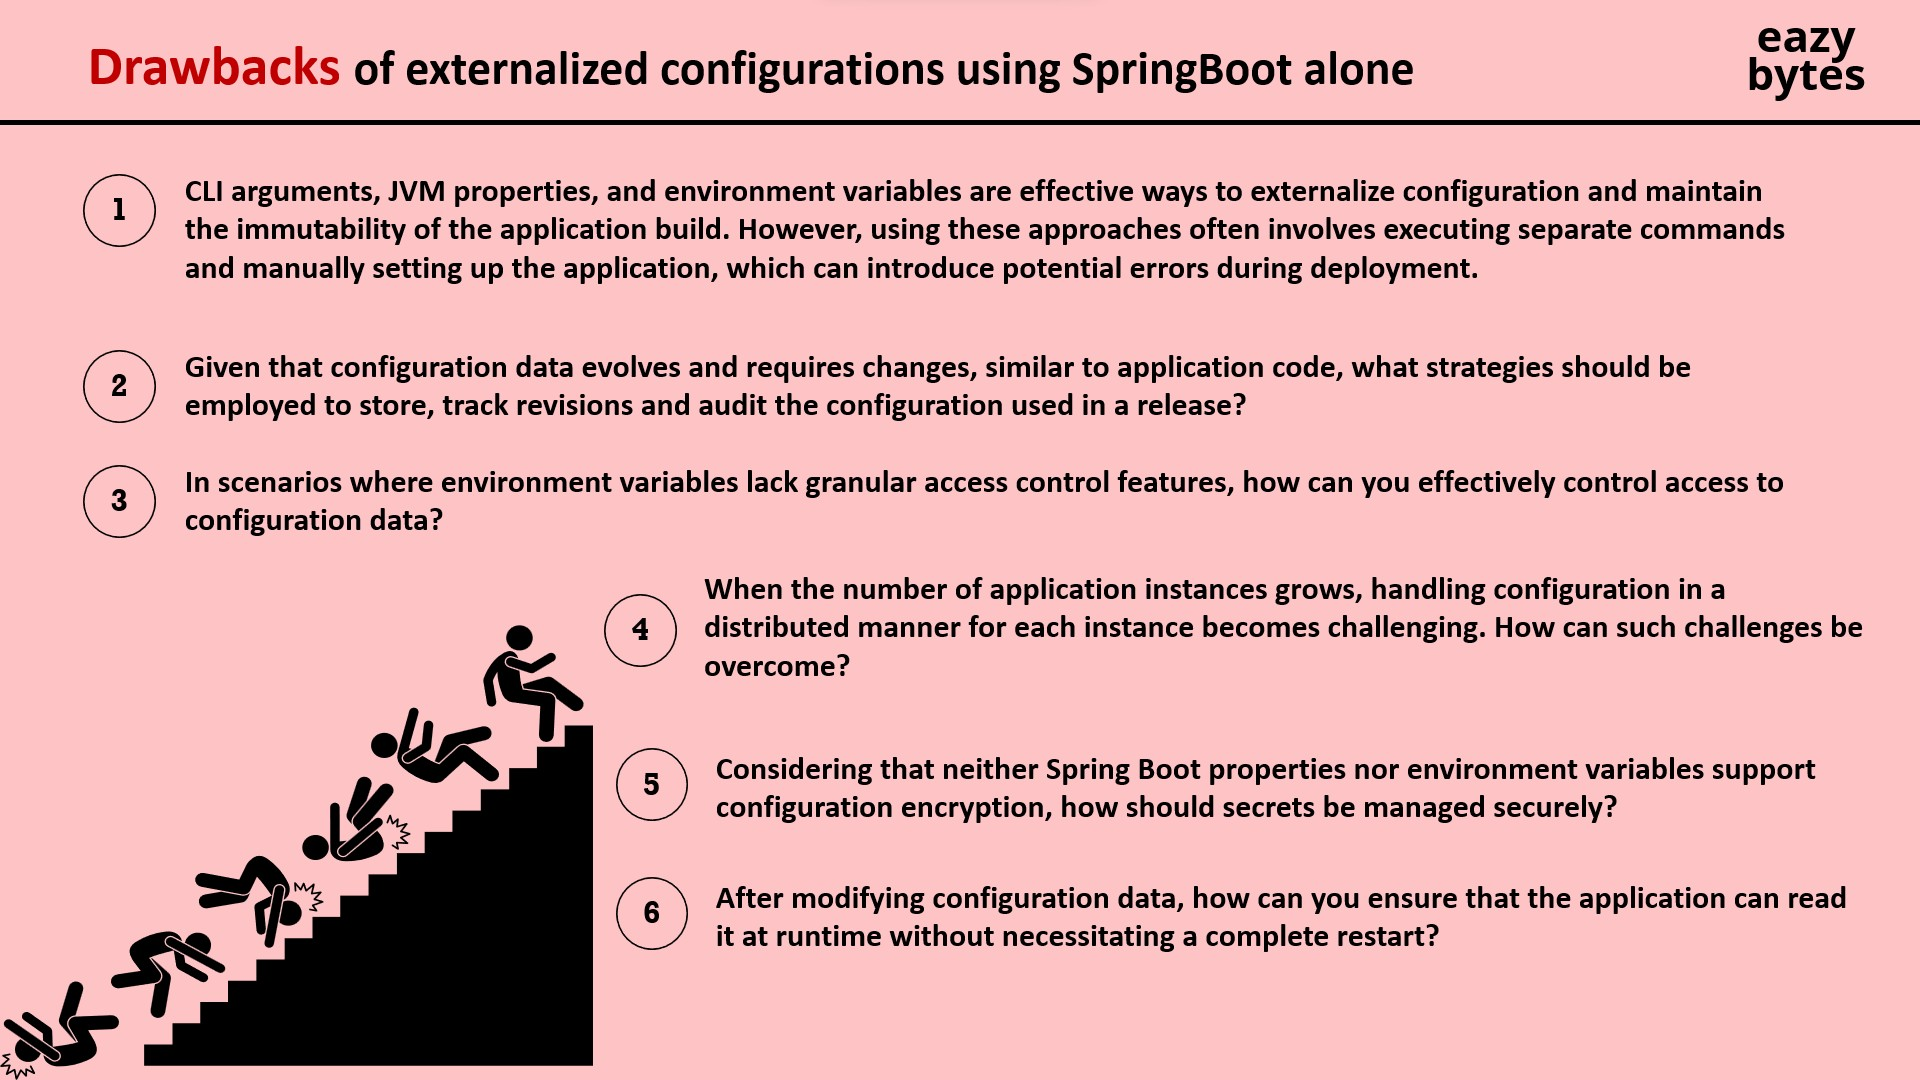 Drawbacks of externalized configurations using SpringBoot alone
eazy
bytes
1
CLI arguments, JVM properties, and environment variables are effective ways to externalize configuration and maintain
the immutability of the application build. However, using these approaches often involves executing separate commands
and manually setting up the application, which can introduce potential errors during deployment.
2
Given that configuration data evolves and requires changes, similar to application code, what strategies should be
employed to store, track revisions and audit the configuration used in a release?
3
In scenarios where environment variables lack granular access control features, how can you effectively control access to
configuration data?
4
When the number of application instances grows, handling configuration in a
distributed manner for each instance becomes challenging. How can such challenges be
overcome?
5
Considering that neither Spring Boot properties nor environment variables support
configuration encryption, how should secrets be managed securely?
6
After modifying configuration data, how can you ensure that the application can read
it at runtime without necessitating a complete restart?